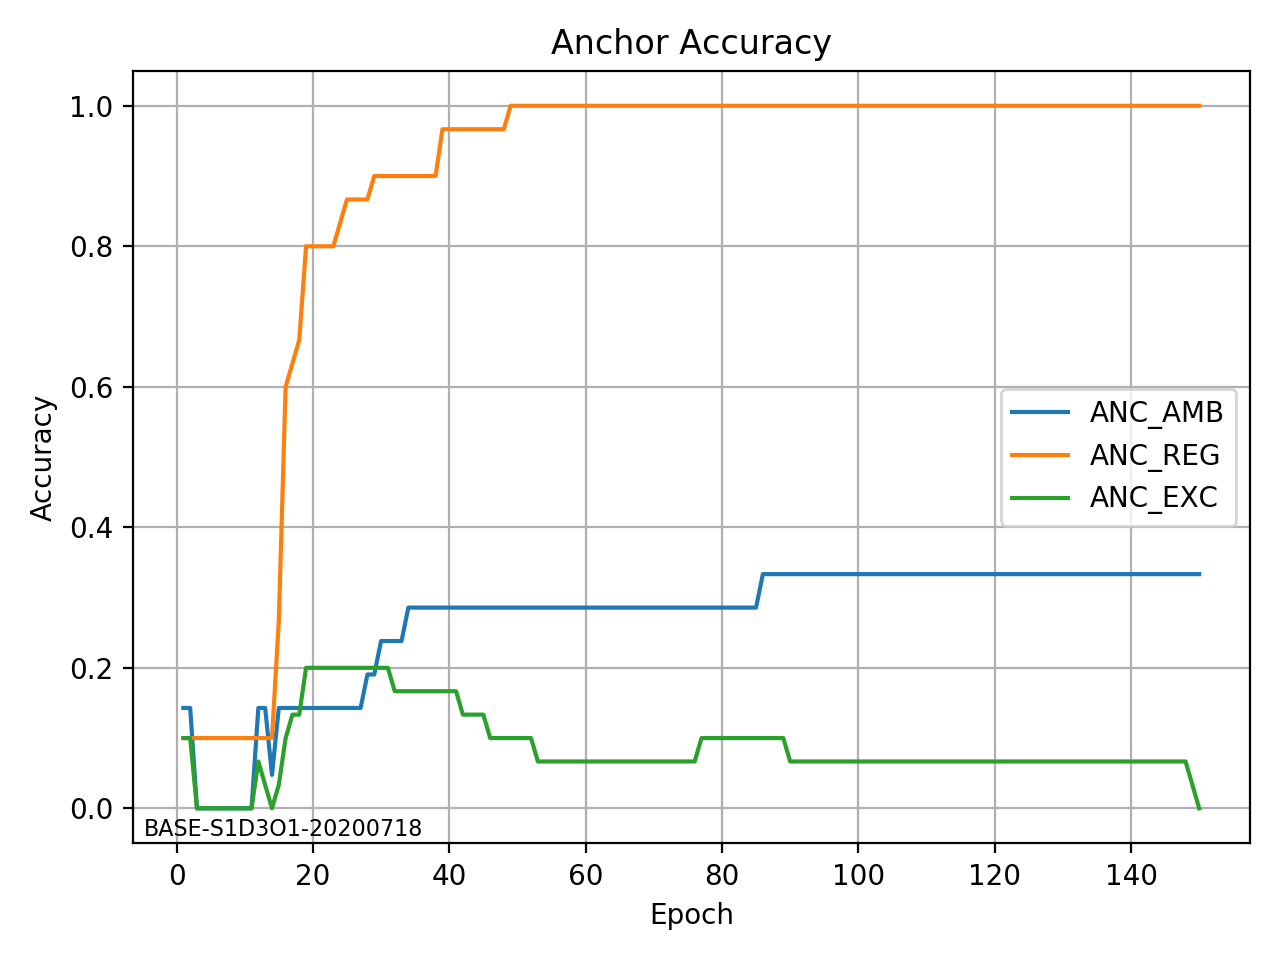 Anchor Accuracy
1.0
0.8
0.6
0.4
0.2
0.0
Accuracy
ANC_AMB
ANC_REG
ANC_EXC
BASE-S1D3O1-20200718
0 20 40 60 80 100 120 140
Epoch